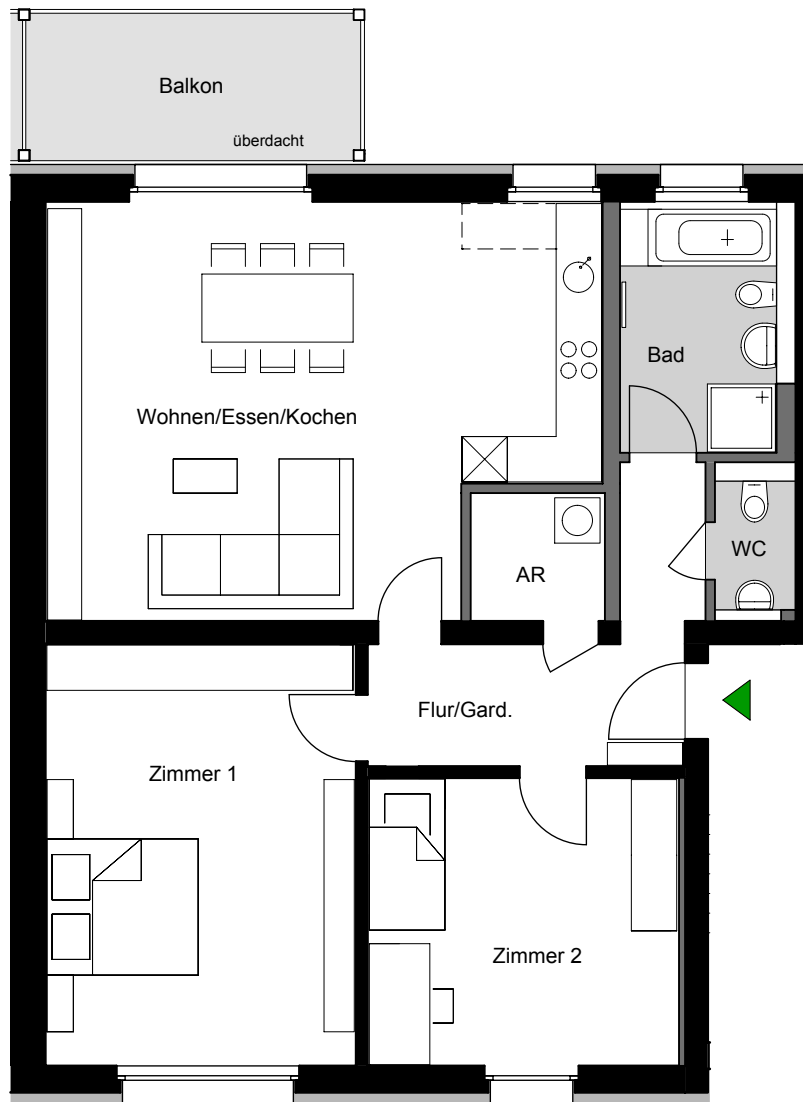 Balkon
überdacht
Bad
Wohnen/Essen/Kochen
WC
AR
Flur/Gard.
Zimmer 1
Zimmer 2